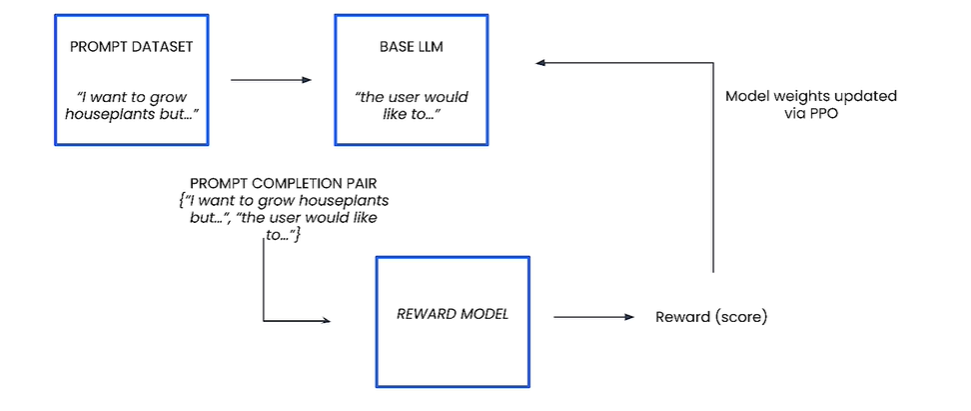 PROMPT DATASET
“I want to grow
houseplants but...”
BASE LLM
“the user would
like to...”
Model weights updated
via PPO
PROMPT COMPLETION PAIR
{“I want to grow houseplants
but...”, “the user would like
to...”}
REWARD MODEL
Reward (score)